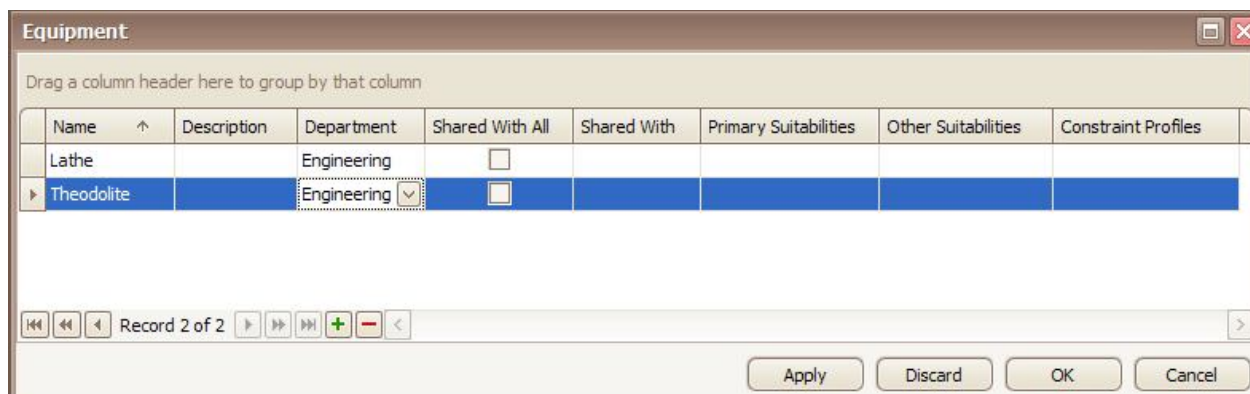 Equipment
Drag a column header here to group by that column
Name Description Department Shared With All Shared With Primary Suitabilities Other Suitabilities Constraint Profiles
Lathe Engineering
Theodolite Engineering
Record 2 of 2
Apply Discard OK Cancel